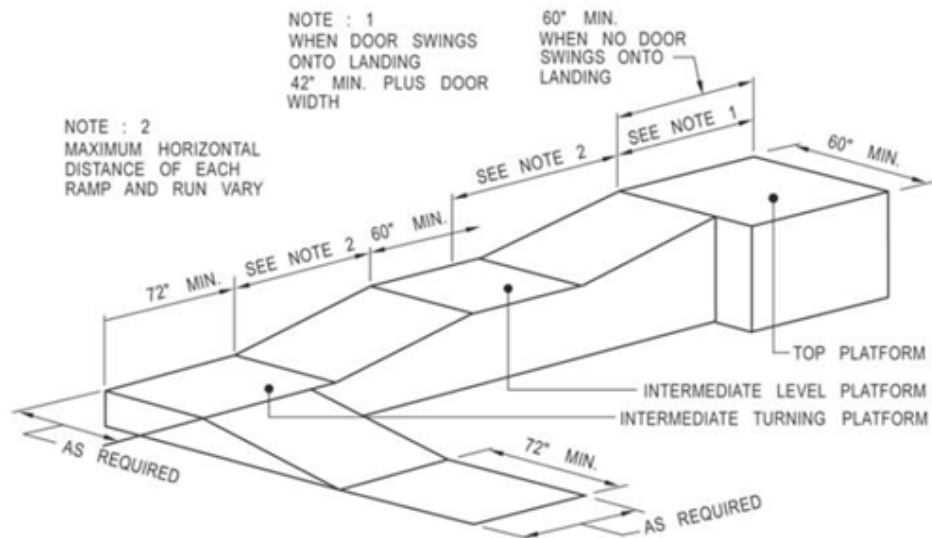 NOTE : 1
WHEN DOOR SWINGS
ONTO LANDING
42" MIN. PLUS DOOR
WIDTH
60" MIN.
WHEN NO DOOR
SWINGS ONTO
LANDING
NOTE : 2
MAXIMUM HORIZONTAL
DISTANCE OF EACH
RAMP AND RUN VARY
SEE NOTE 1
60" MIN.
SEE NOTE 2
60" MIN.
SEE NOTE 2
72" MIN.
TOP PLATFORM
INTERMEDIATE LEVEL PLATFORM
INTERMEDIATE TURNING PLATFORM
AS REQUIRED
72" MIN.
AS REQUIRED